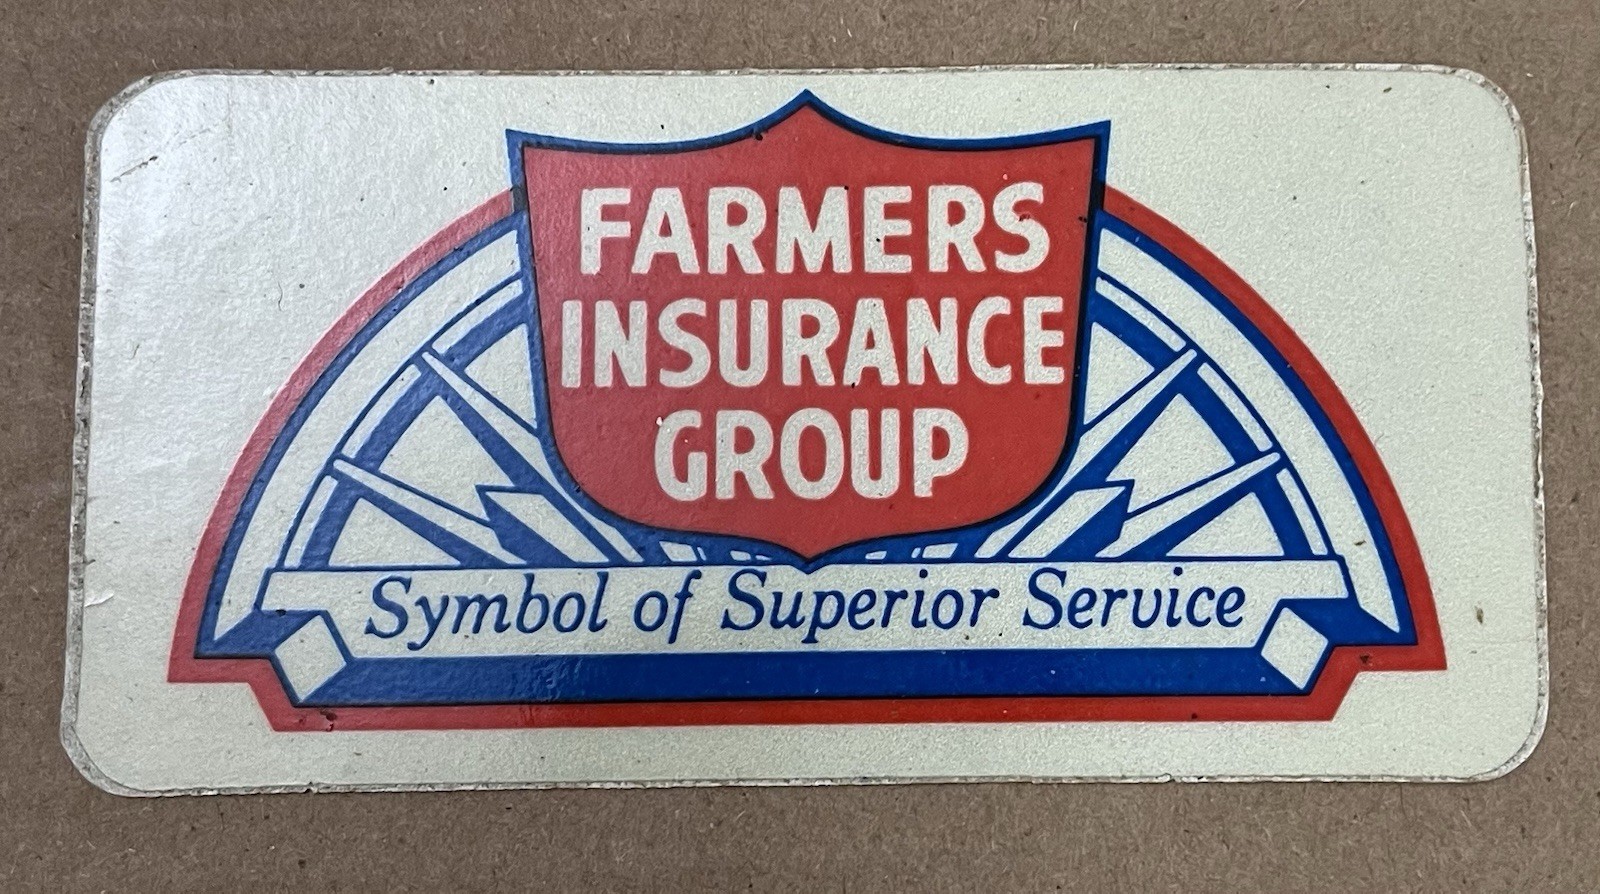 FARMERS
INSURANCE
GROUP
Symbol of Superior Service